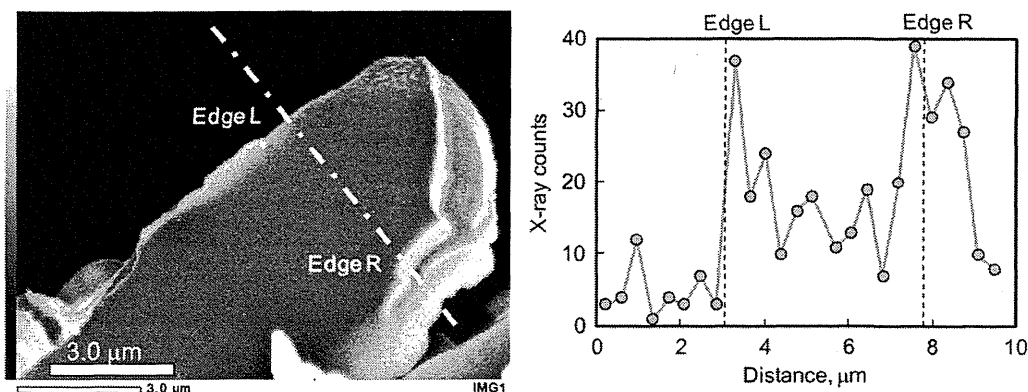 Edge L
Edge R
3.0 µm
3.0 µm
IMG1
Edge L
Edge R
40
30
20
10
0
X-ray counts
0
2
4
6
8
10
Distance, µm